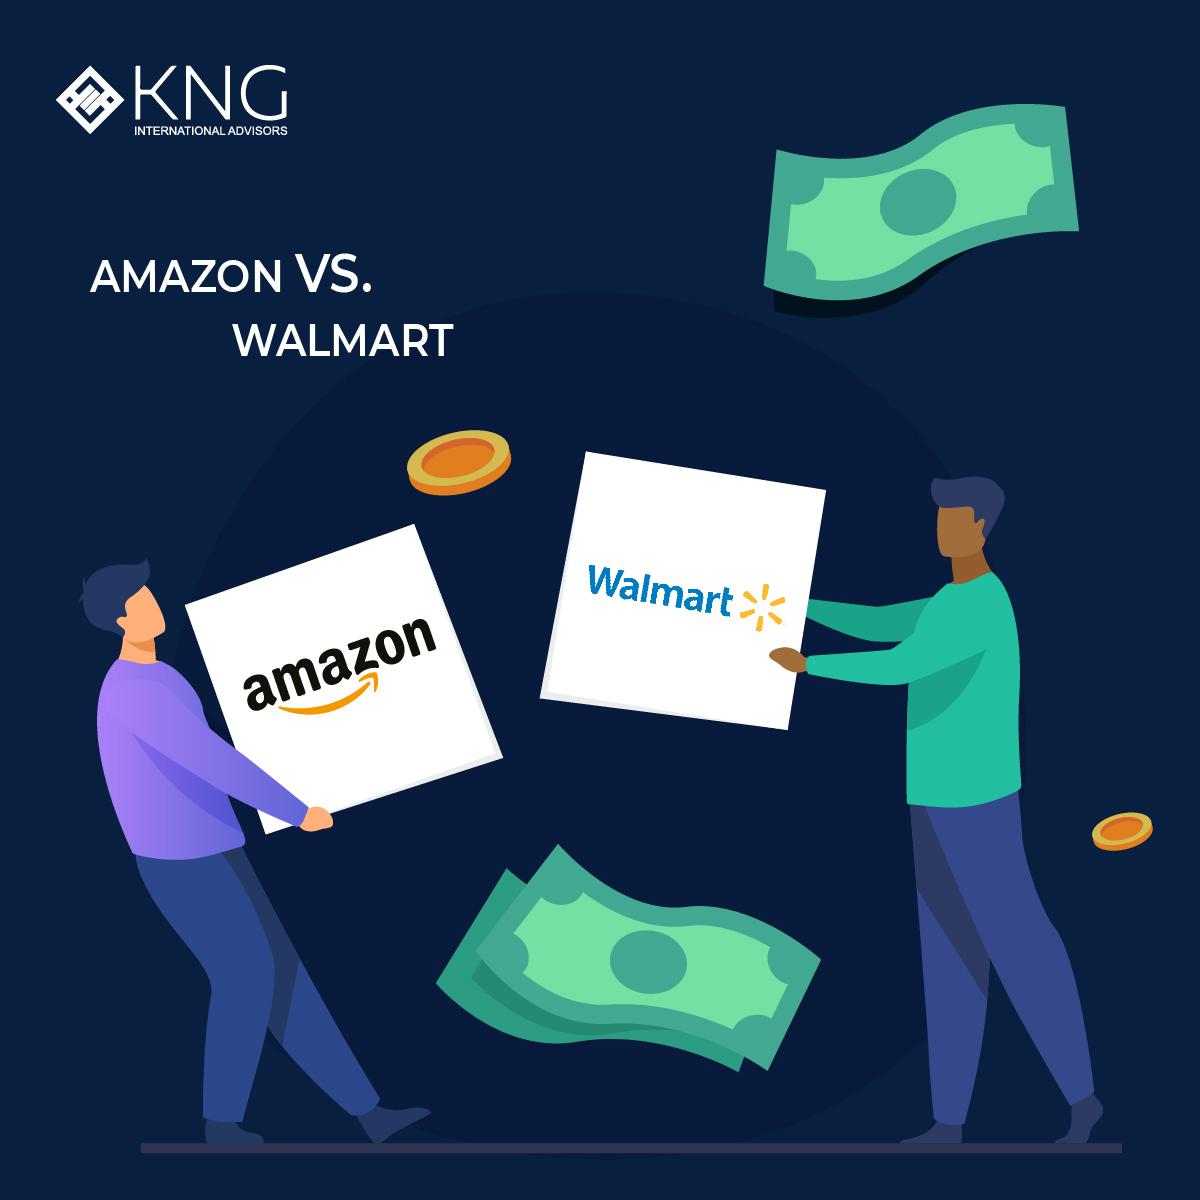 KNG
INTERNATIONAL ADVISORS
AMAZON VS.
WALMART
Walmart
amazon